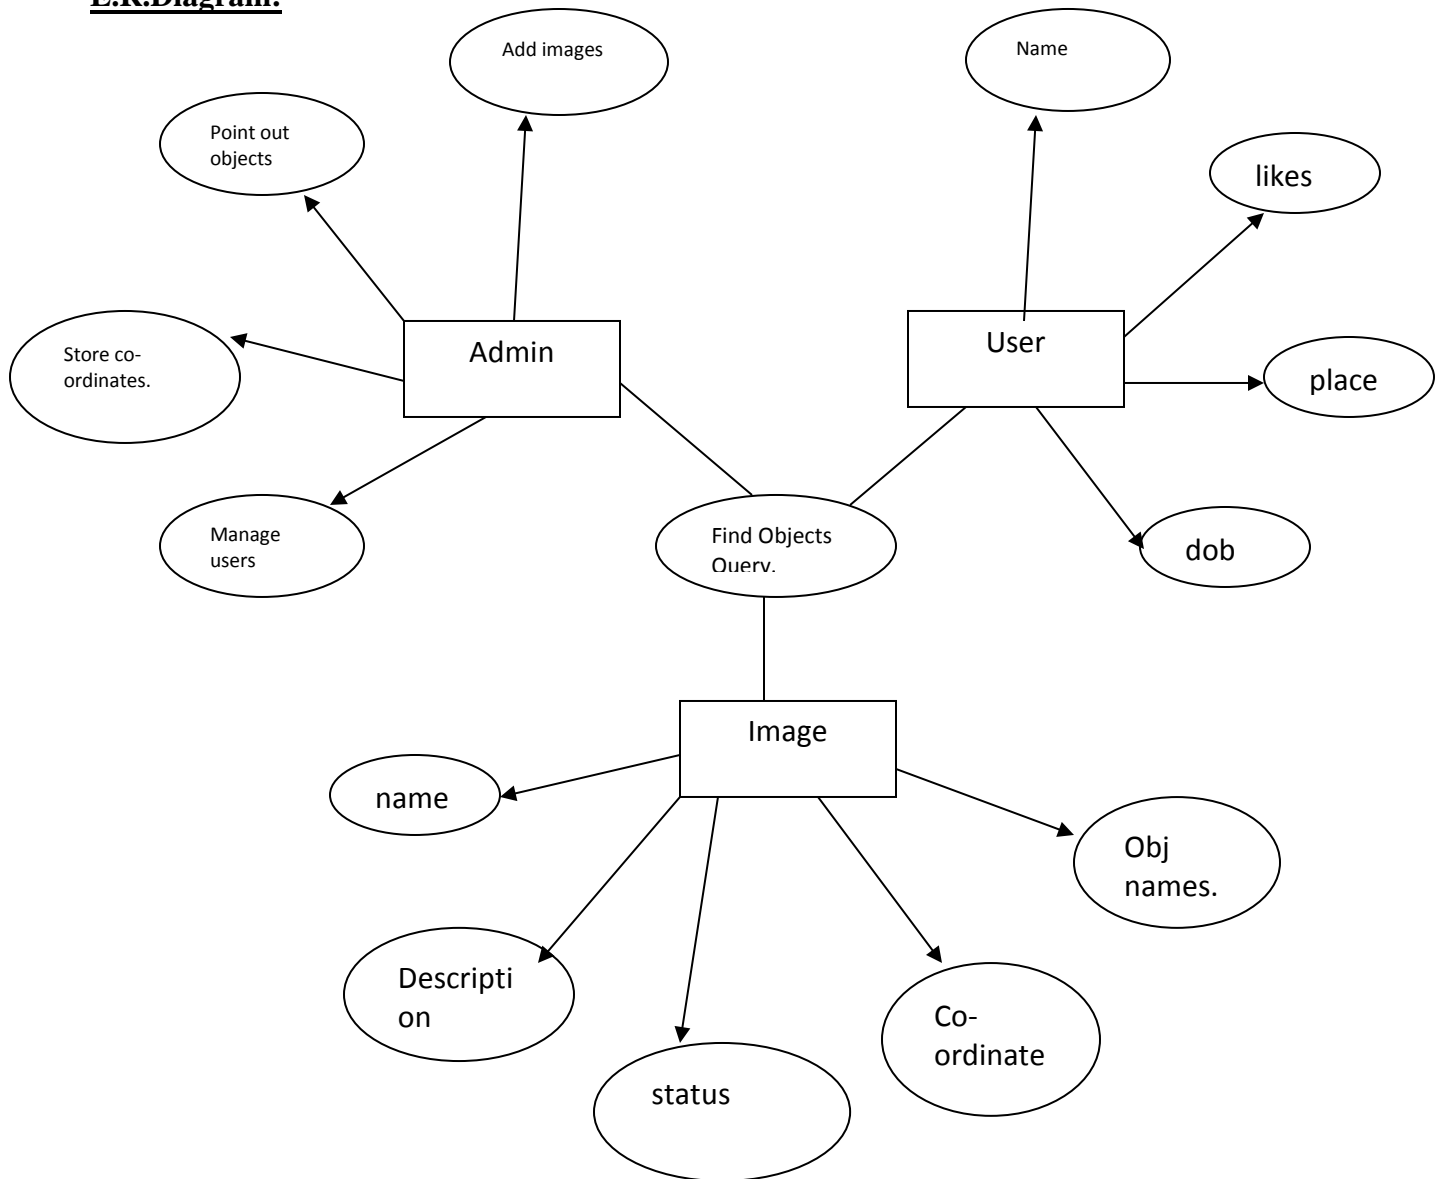 E.R.Diagram:
Add images
Name
Point out
objects
likes
Admin
User
Store co-
ordinates.
place
Manage
users
Find Objects
Query.
dob
Image
name
Obj
names.
Descripti
on
Co-
ordinate
status